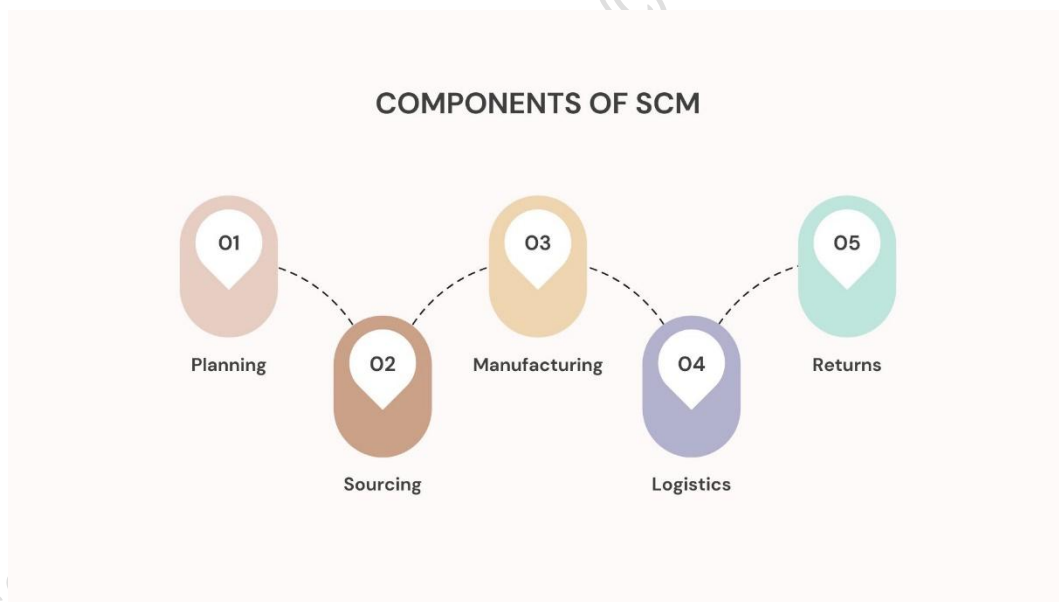 COMPONENTS OF SCM
01
Planning
02
Sourcing
03
Manufacturing
04
Logistics
05
Returns